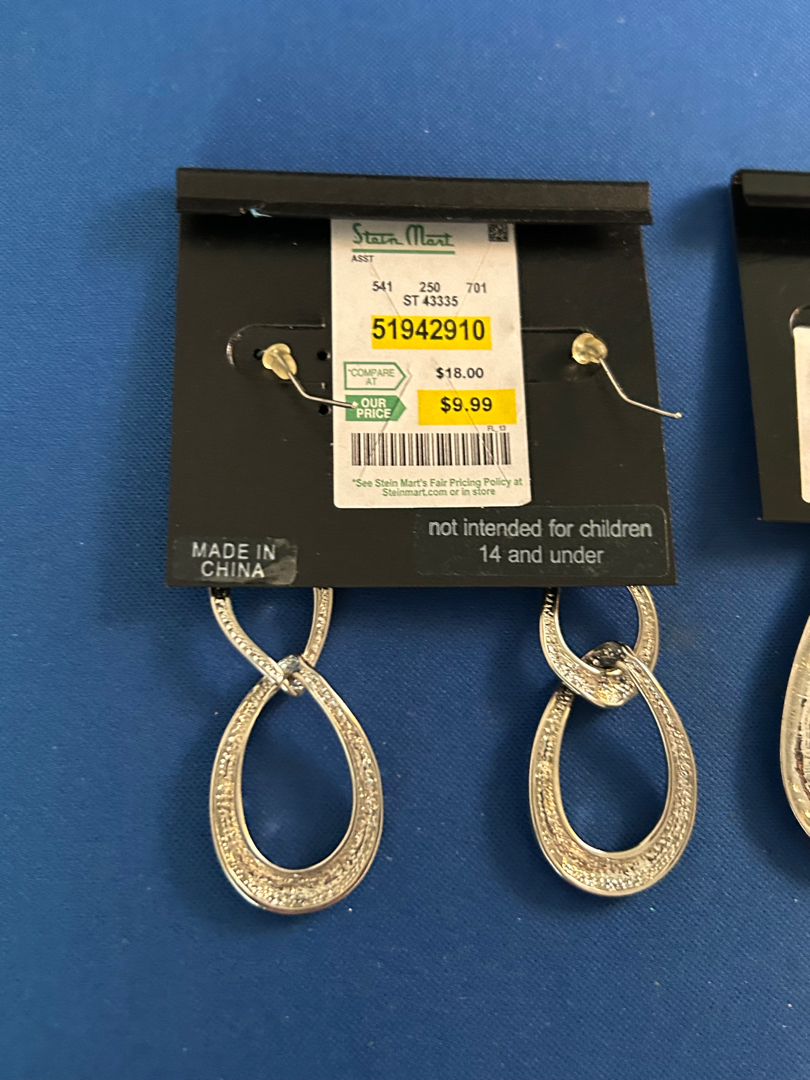 Stein Mart
ASST
541 250 701
ST 43335
51942910
*COMPARE AT
$18.00
OUR PRICE
$9.99
FL 13
*See Stein Mart's Fair Pricing Policy at
Steinmart.com or in store
not intended for children
14 and under
MADE IN
CHINA